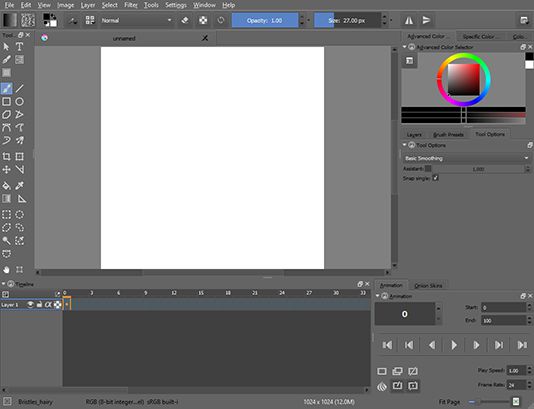 File Edit View Image Layer Select Filter Tools Settings Window Help
Normal
Opacity: 1.00
Size: 27.00 px
Tool...
unnamed
Advanced Color ...
Specific Color ...
Colo...
Advanced Color Selector
Layers
Brush Presets
Tool Options
Tool Options
Basic Smoothing
Assistant:
1.000
Snap single:
Timeline
0 3 6 9 12 15 18 21 24 27 30 33
Layer 1
Animation
Onion Skins
Animation
0
Start: 0
End: 100
Play Speed: 1.00
Frame Rate: 24
Bristles_hairy
RGB (8-bit integer...el) sRGB built-i
1024 x 1024 (12.0M)
Fit Page